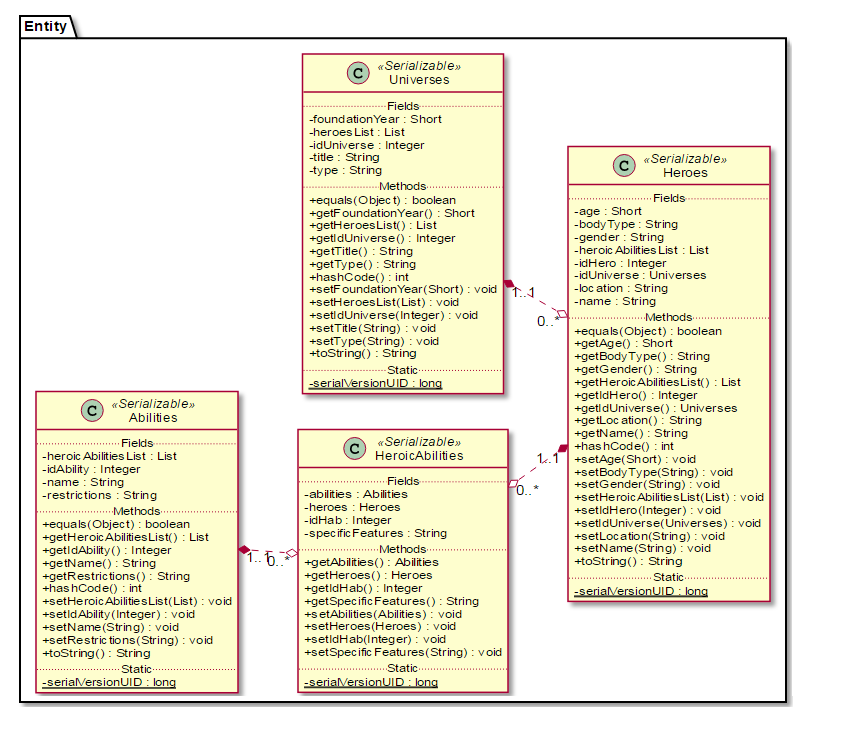 Entity
C
«Serializable»
Universes
Fields
-foundationYear : Short
-heroesList : List
-idUniverse : Integer
-title : String
-type : String
Methods
+equals(Object) : boolean
+getFoundationYear() : Short
+getHeroesList() : List
+getIdUniverse() : Integer
+getTitle() : String
+getType() : String
+hashCode() : int
+setFoundationYear(Short) : void
+setHeroesList(List) : void
+setIdUniverse(Integer) : void
+setTitle(String) : void
+setType(String) : void
+toString() : String
Static
-serialVersionUID : long
C
«Serializable»
Heroes
Fields
-age : Short
-bodyType : String
-gender : String
-heroicAbilitiesList : List
-idHero : Integer
-idUniverse : Universes
-location : String
-name : String
Methods
+equals(Object) : boolean
+getAge() : Short
+getBodyType() : String
+getGender() : String
+getHeroicAbilitiesList() : List
+getIdHero() : Integer
+getIdUniverse() : Universes
+getLocation() : String
+getName() : String
+hashCode() : int
+setAge(Short) : void
+setBodyType(String) : void
+setGender(String) : void
+setHeroicAbilitiesList(List) : void
+setIdHero(Integer) : void
+setIdUniverse(Universes) : void
+setLocation(String) : void
+setName(String) : void
+toString() : String
Static
-serialVersionUID : long
1..1
0..*
C
«Serializable»
Abilities
Fields
-heroicAbilitiesList : List
-idAbility : Integer
-name : String
-restrictions : String
Methods
+equals(Object) : boolean
+getHeroicAbilitiesList() : List
+getIdAbility() : Integer
+getName() : String
+getRestrictions() : String
+hashCode() : int
+setHeroicAbilitiesList(List) : void
+setIdAbility(Integer) : void
+setName(String) : void
+setRestrictions(String) : void
+toString() : String
Static
-serialVersionUID : long
C
«Serializable»
HeroicAbilities
Fields
-abilities : Abilities
-heroes : Heroes
-idHab : Integer
-specificFeatures : String
Methods
+getAbilities() : Abilities
+getHeroes() : Heroes
+getIdHab() : Integer
+getSpecificFeatures() : String
+setAbilities(Abilities) : void
+setHeroes(Heroes) : void
+setIdHab(Integer) : void
+setSpecificFeatures(String) : void
Static
-serialVersionUID : long
1..1
0..*
1..1
0..*